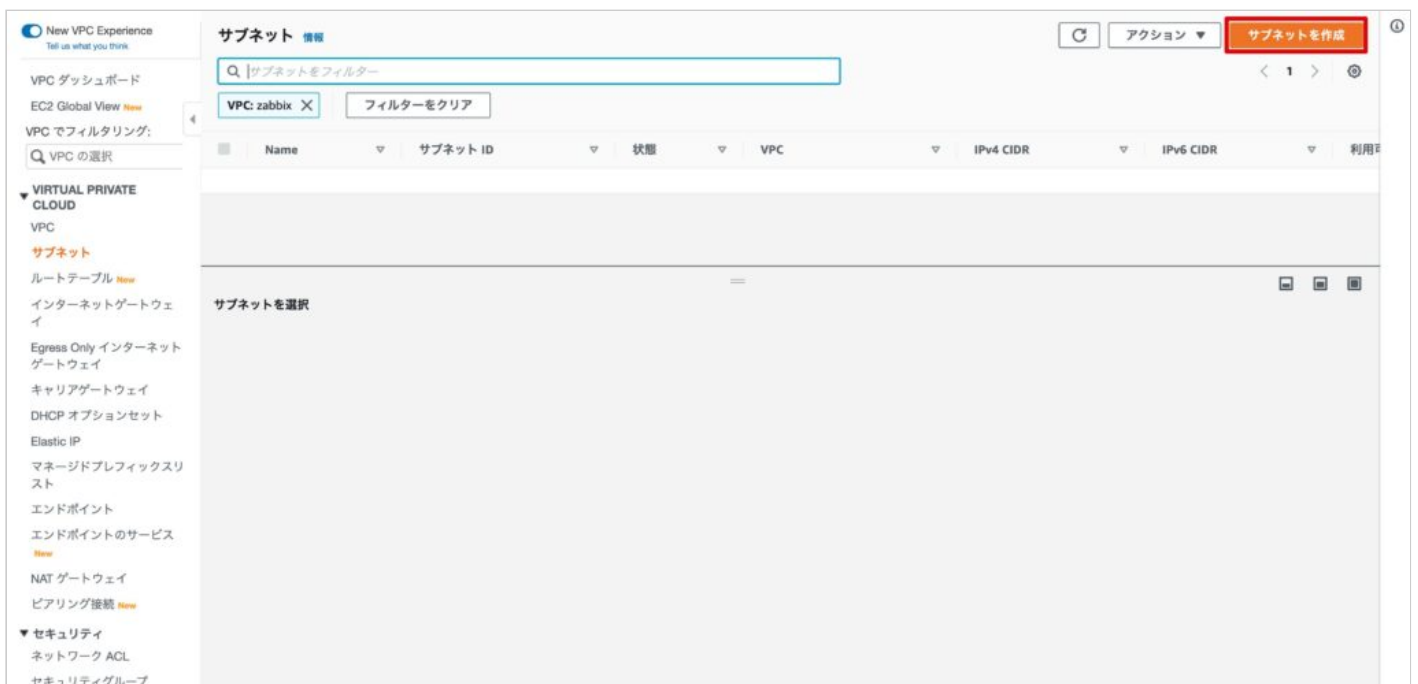 New VPC Experience
Tell us what you think
サブネット 情報
アクション
サブネットを作成
サブネットをフィルター
1
VPC: zabbix
フィルターをクリア
Name
サブネット ID
状態
VPC
IPv4 CIDR
IPv6 CIDR
サブネットを選択
VPC ダッシュボード
EC2 Global View New
VPC でフィルタリング:
VPC の選択
VIRTUAL PRIVATE
CLOUD
VPC
サブネット
ルートテーブル New
インターネットゲートウェ
イ
Egress Only インターネット
ゲートウェイ
キャリアゲートウェイ
DHCP オプションセット
Elastic IP
マネージドプレフィックスリ
スト
エンドポイント
エンドポイントのサービス
New
NAT ゲートウェイ
ピアリング接続 New
セキュリティ
ネットワーク ACL
セキュリティグループ